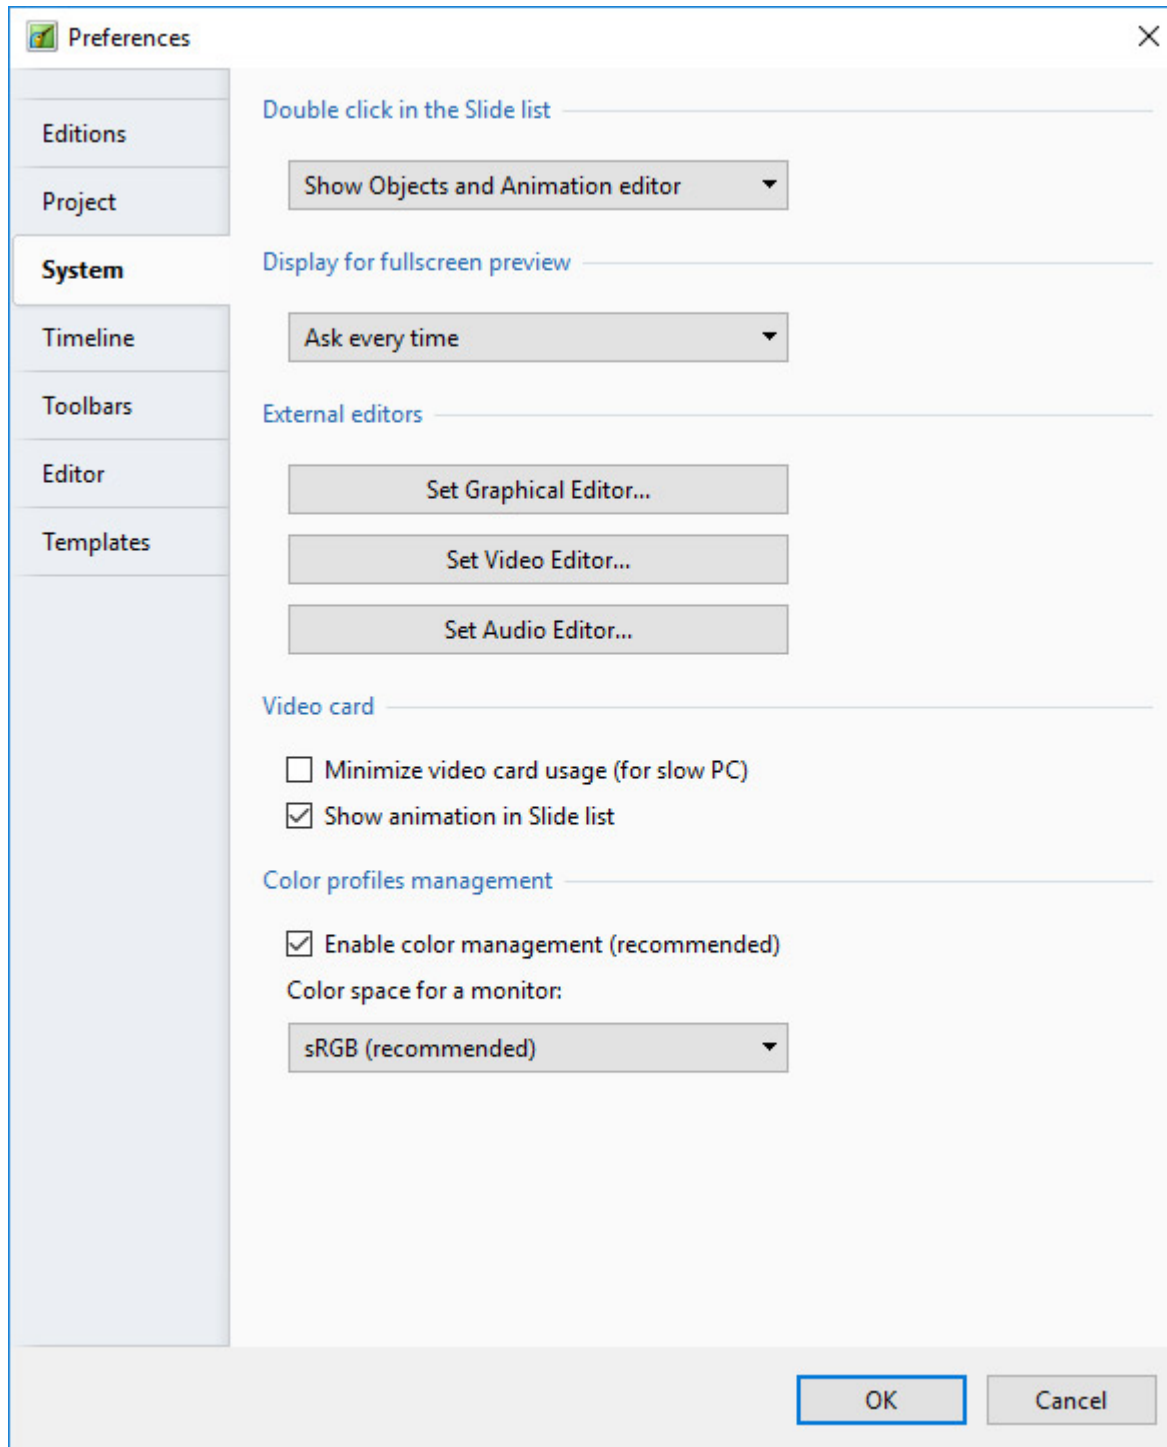 Preferences
Editions
Project
System
Timeline
Toolbars
Editor
Templates
Double click in the Slide list
Show Objects and Animation editor
Display for fullscreen preview
Ask every time
External editors
Set Graphical Editor...
Set Video Editor...
Set Audio Editor...
Video card
Minimize video card usage (for slow PC)
Show animation in Slide list
Color profiles management
Enable color management (recommended)
Color space for a monitor:
sRGB (recommended)
OK
Cancel